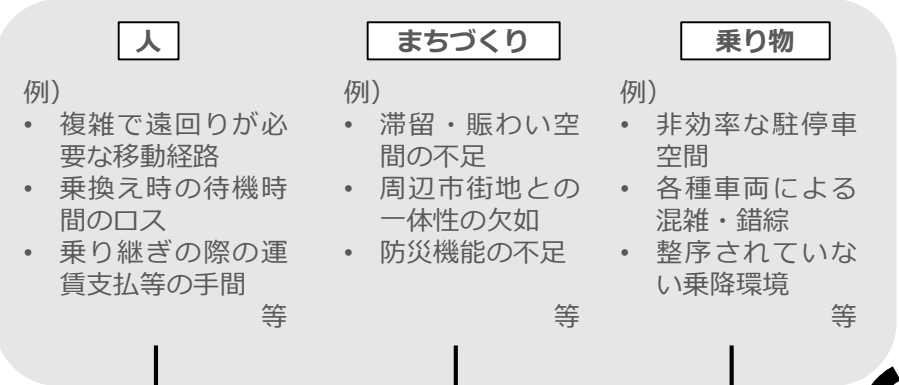 人
例）
• 複雑で遠回りが必
要な移動経路
• 乗換え時の待機時
間のロス
• 乗り継ぎの際の運
賃支払等の手間
等
まちづくり
例）
• 滞留・賑わい空
間の不足
• 周辺市街地との
一体性の欠如
• 防災機能の不足
等
乗り物
例）
• 非効率な駐停車
空間
• 各種車両による
混雑・錯綜
• 整序されていな
い乗降環境
等